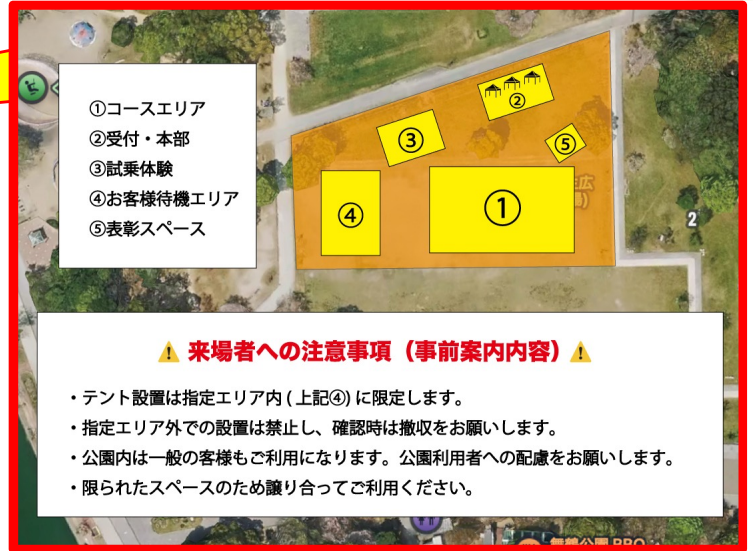 ①コースエリア
②受付・本部
③試乗体験
④お客様待機エリア
⑤表彰スペース
②
③
⑤
④
①
2
来場者への注意事項（事前案内内容）
・テント設置は指定エリア内 ( 上記④) に限定します。
・指定エリア外での設置は禁止し、確認時は撤収をお願いします。
・公園内は一般の客様もご利用になります。公園利用者への配慮をお願いします。
・限られたスペースのため譲り合ってご利用ください。